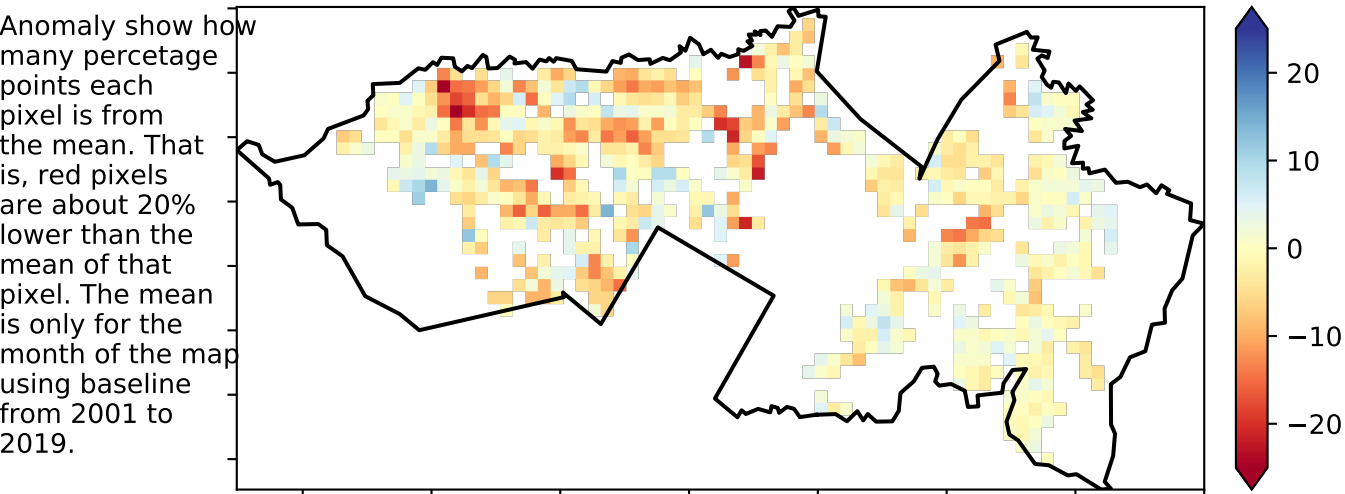 Anomaly show how
many percetage
points each
pixel is from
the mean. That
is, red pixels
are about 20%
lower than the
mean of that
pixel. The mean
is only for the
month of the map
using baseline
from 2001 to
2019.
20
10
0
−10
−20